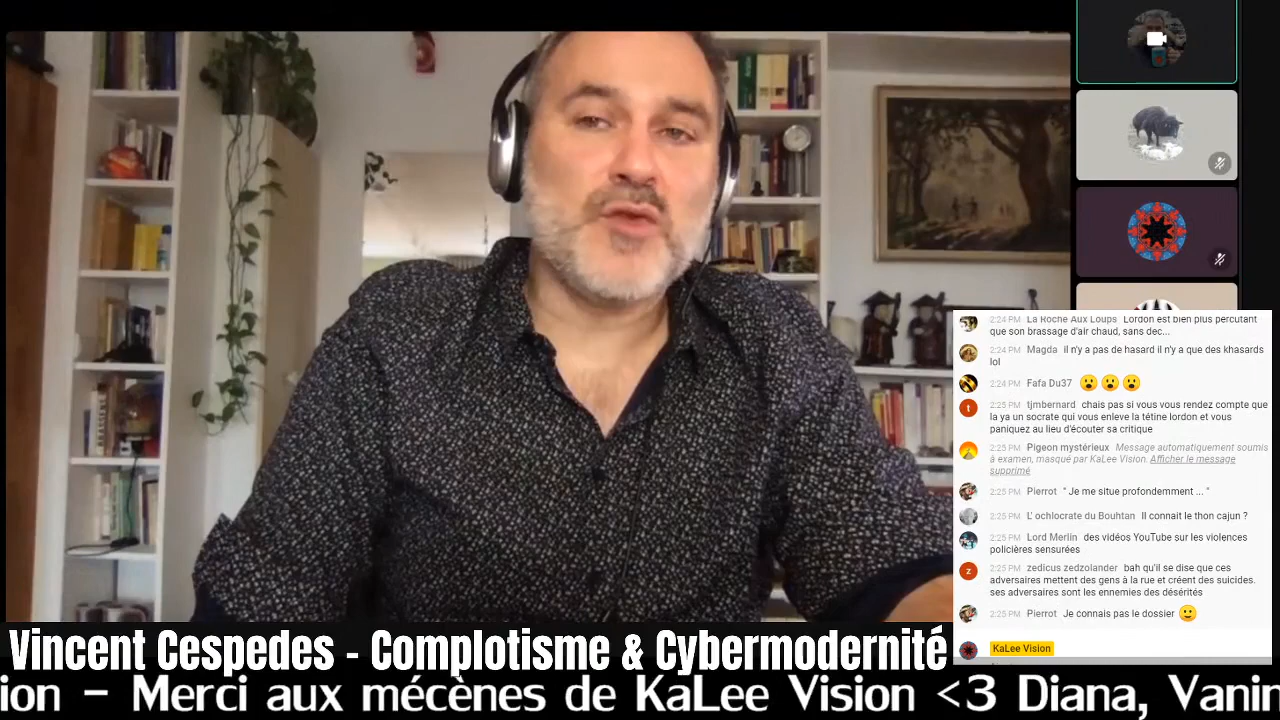 2:24 PM La Roche Aux Loups Lordon est bien plus percutant
que son brassage d'air chaud, sans dec...
2:24 PM Magda il n'y a pas de hasard il n'y a que des khasards
lol
2:24 PM Fafa Du37 😮😮😮
t 2:25 PM tjmbernard chais pas si vous vous rendez compte que
la ya un socrate qui vous enleve la tétine lordon et vous
paniquez au lieu d'écouter sa critique
2:25 PM Pigeon mystérieux Message automatiquement soumis
à examen, masqué par KaLee Vision. Afficher le message
supprimé
2:25 PM Pierrot " Je me situe profondemment ... "
2:25 PM L' ochlocrate du Bouhtan Il connait le thon cajun ?
2:25 PM Lord Merlin des vidéos YouTube sur les violences
policières sensurées
z 2:25 PM zedicus zedzolander bah qu'il se dise que ces
adversaires mettent des gens à la rue et créent des suicides.
ses adversaires sont les ennemies des désérités
2:25 PM Pierrot Je connais pas le dossier 🙂
KaLee Vision
Vincent Cespedes - Complotisme & Cybermodernité
ion – Merci aux mécènes de KaLee Vision <3 Diana, Vanin